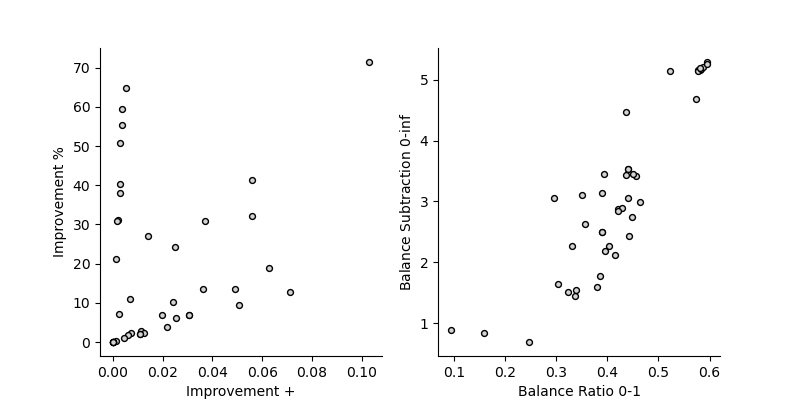 70
60
50
40
30
20
10
0
Improvement %
0.00 0.02 0.04 0.06 0.08 0.10
Improvement +
5
4
3
2
1
Balance Subtraction 0-inf
0.1 0.2 0.3 0.4 0.5 0.6
Balance Ratio 0-1